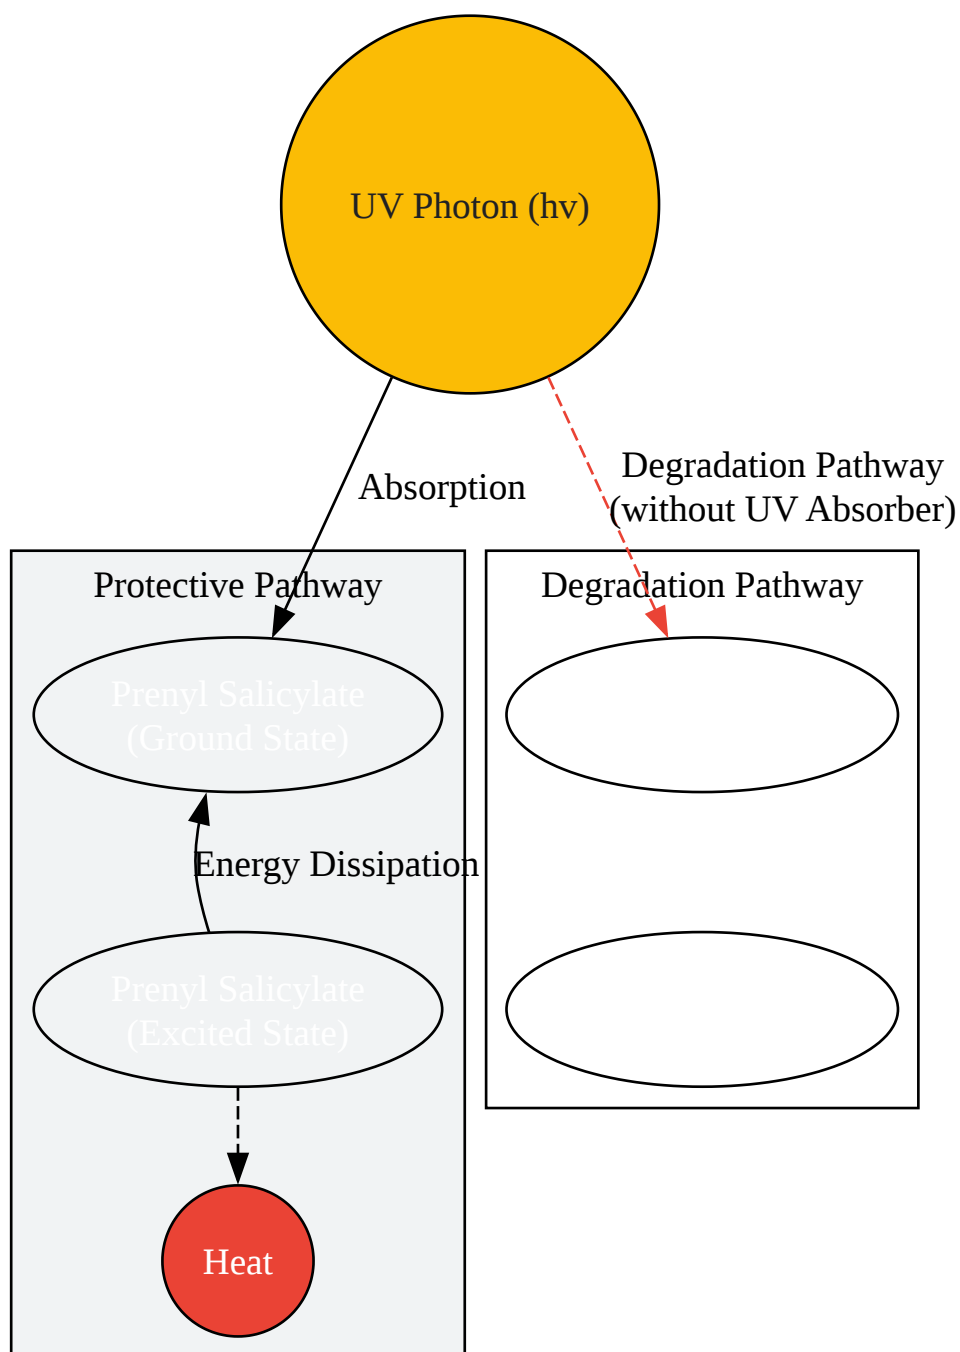 UV Photon (hv)
Absorption
Degradation Pathway
(without UV Absorber)
Protective Pathway
Degradation Pathway
Prenyl Salicylate
(Ground State)
Energy Dissipation
Prenyl Salicylate
(Excited State)
Heat